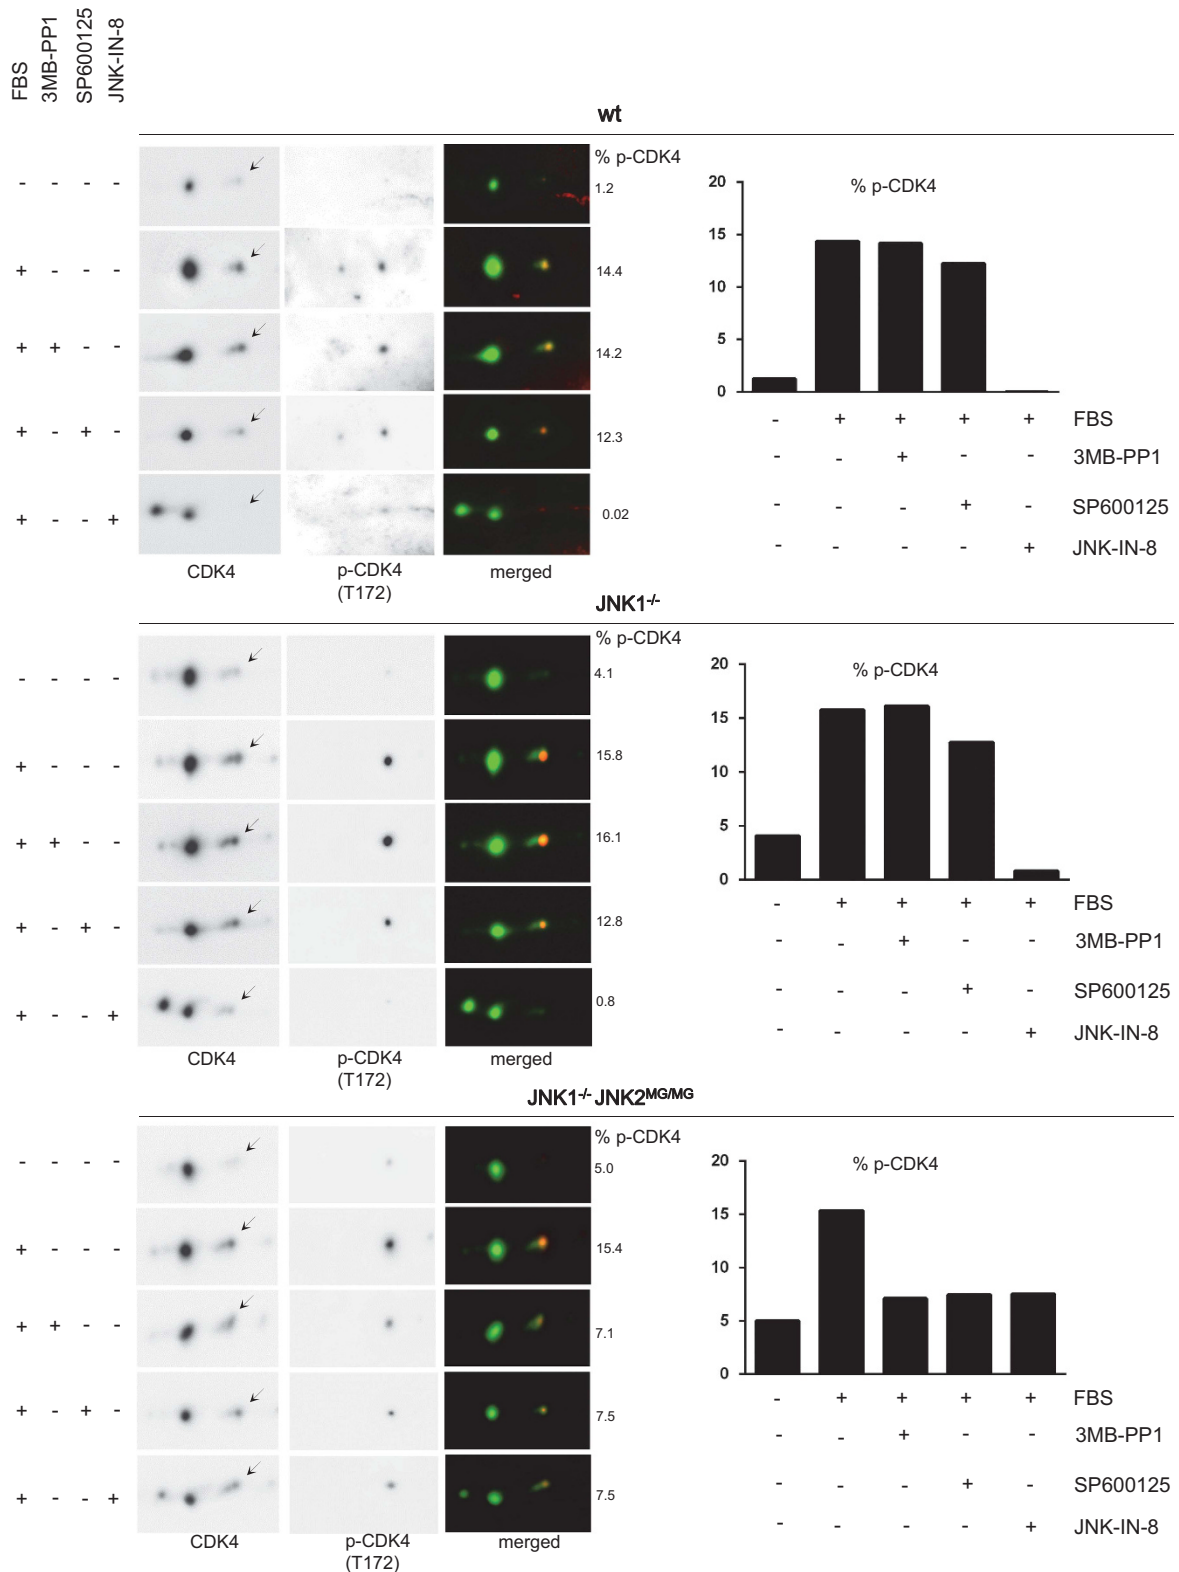 FBS
3MB-PP1
SP600125
JNK-IN-8
wt
% p-CDK4
- - - - 1.2
+ - - - 14.4
+ + - - 14.2
+ - + - 12.3
+ - - + 0.02
CDK4 p-CDK4 (T172) merged
% p-CDK4
20
15
10
5
0
- + + + + FBS
- - + - - 3MB-PP1
- - - + - SP600125
- - - - + JNK-IN-8
JNK1-/-
% p-CDK4
- - - - 4.1
+ - - - 15.8
+ + - - 16.1
+ - + - 12.8
+ - - + 0.8
CDK4 p-CDK4 (T172) merged
% p-CDK4
20
15
10
5
0
- + + + + FBS
- - + - - 3MB-PP1
- - - + - SP600125
- - - - + JNK-IN-8
JNK1-/- JNK2MG/MG
% p-CDK4
- - - - 5.0
+ - - - 15.4
+ + - - 7.1
+ - + - 7.5
+ - - + 7.5
CDK4 p-CDK4 (T172) merged
% p-CDK4
20
15
10
5
0
- + + + + FBS
- - + - - 3MB-PP1
- - - + - SP600125
- - - - + JNK-IN-8